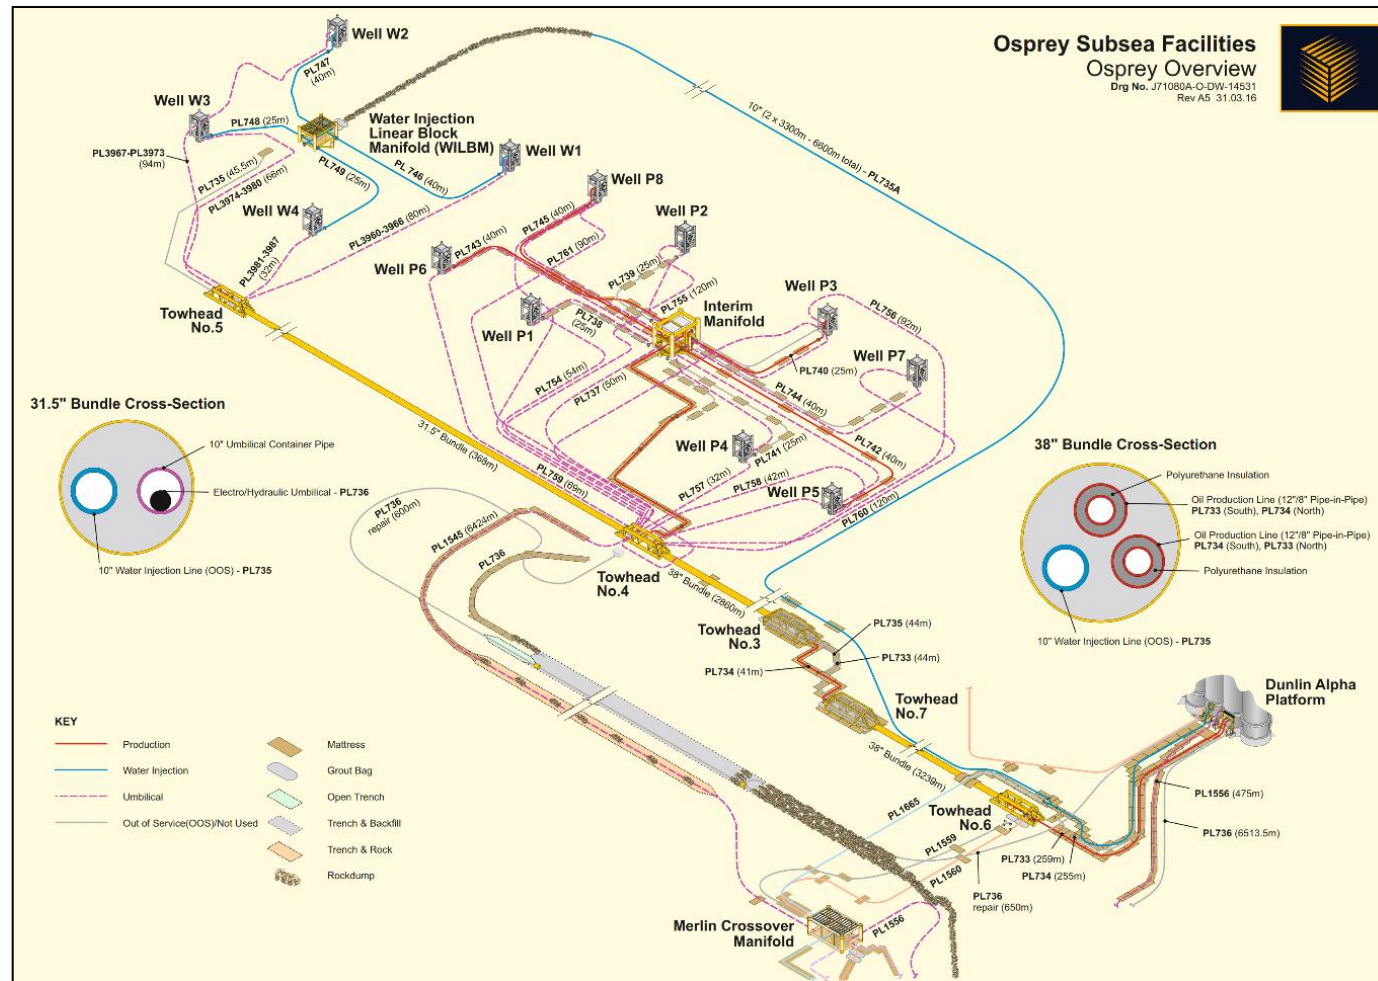 Osprey Subsea Facilities
Osprey Overview
Drg No. J71080A-O-DW-14531
Rev A5 31.03.16
Well W2
PL747
(40m)
Well W3
PL748 (25m)
Water Injection
Linear Block
Manifold (WILBM)
PL3967-PL3973
(94m)
PL735 (45.5m)
PL3974-3980 (66m)
PL749 (25m)
PL 746 (40m)
Well W1
Well W4
PL3960-3966 (80m)
PL3981-3987
(32m)
Towhead
No.5
10" (2 x 3300m - 6600m total) - PL735A
Well P8
PL745 (40m)
PL761 (90m)
Well P2
PL743 (40m)
Well P6
PL739 (25m)
PL755 (120m)
Interim
Manifold
Well P3
PL756 (92m)
Well P1
PL738
(25m)
Well P7
PL740 (25m)
PL754 (54m)
PL737 (50m)
PL744 (40m)
Well P4
PL741 (25m)
PL742 (40m)
PL757 (32m)
PL758 (42m)
Well P5
PL760 (120m)
PL759 (69m)
31.5" Bundle (368m)
31.5" Bundle Cross-Section
10" Umbilical Container Pipe
Electro/Hydraulic Umbilical - PL736
10" Water Injection Line (OOS) - PL735
38" Bundle Cross-Section
Polyurethane Insulation
Oil Production Line (12"/8" Pipe-in-Pipe)
PL733 (South), PL734 (North)
Oil Production Line (12"/8" Pipe-in-Pipe)
PL734 (South), PL733 (North)
Polyurethane Insulation
10" Water Injection Line (OOS) - PL735
PL736
repair (600m)
PL1545 (6424m)
PL736
Towhead
No.4
38" Bundle (2860m)
Towhead
No.3
PL735 (44m)
PL733 (44m)
PL734 (41m)
Towhead
No.7
38" Bundle (3239m)
Dunlin Alpha
Platform
PL1556 (475m)
PL736 (6513.5m)
Towhead
No.6
PL1665
PL1559
PL1560
PL733 (259m)
PL734 (255m)
PL736
repair (650m)
Merlin Crossover
Manifold
PL1556
KEY
Production
Water Injection
Umbilical
Out of Service(OOS)/Not Used
Mattress
Grout Bag
Open Trench
Trench & Backfill
Trench & Rock
Rockdump